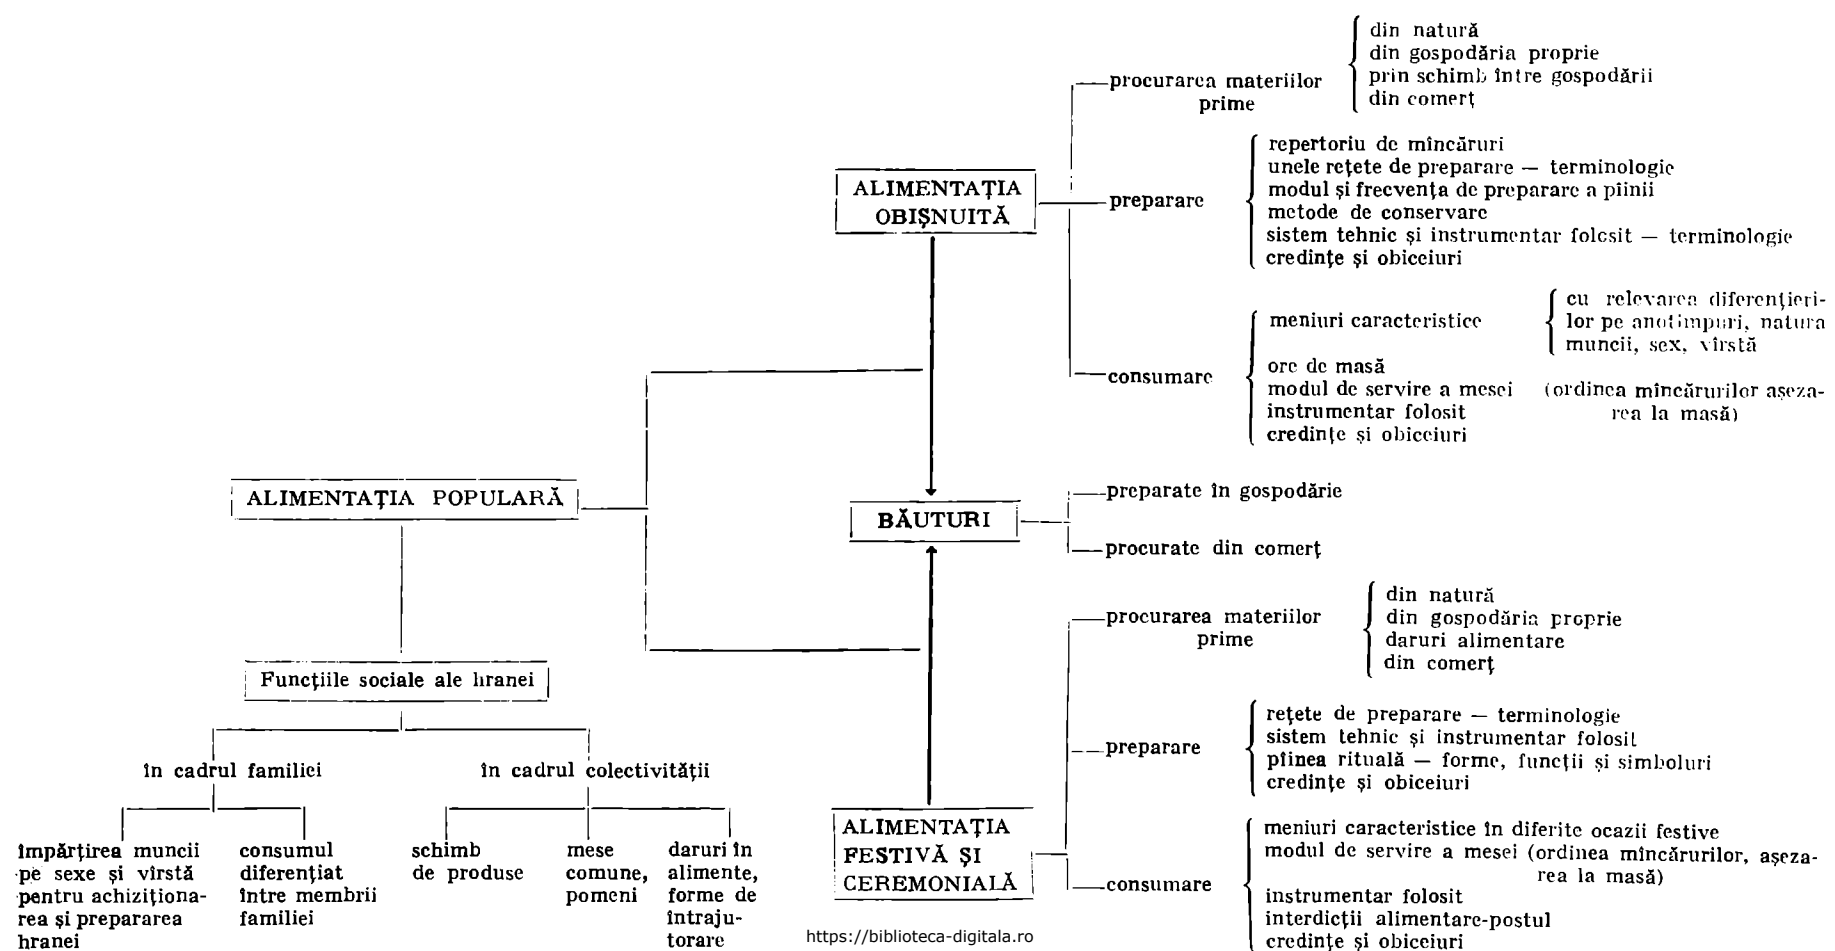 din natură
din gospodăria proprie
prin schimb între gospodării
din comerț
procurarea materiilor
prime
repertoriu de mîncăruri
unele rețete de preparare — terminologie
modul și frecvența de preparare a pîinii
metode de conservare
sistem tehnic și instrumentar folosit — terminologie
credințe și obiceiuri
ALIMENTAȚIA
OBIȘNUITĂ
preparare
meniuri caracteristice
cu relevarea diferențieri-
lor pe anotimpuri, natura
muncii, sex, vîrstă
consumare
ore de masă
modul de servire a mesei (ordinea mîncărurilor așeza-
rea la masă)
instrumentar folosit
credințe și obiceiuri
ALIMENTAȚIA POPULARĂ
BĂUTURI
preparate în gospodărie
procurate din comerț
procurarea materiilor
prime
din natură
din gospodăria proprie
daruri alimentare
din comerț
Funcțiile sociale ale hranei
în cadrul familiei
în cadrul colectivității
împărțirea muncii
pe sexe și vîrstă
pentru achiziționa-
rea și prepararea
hranei
consumul
diferențiat
între membrii
familiei
schimb
de produse
mese
comune,
pomeni
daruri în
alimente,
forme de
întraju-
torare
preparare
rețete de preparare — terminologie
sistem tehnic și instrumentar folosit
pîinea rituală — forme, funcții și simboluri
credințe și obiceiuri
ALIMENTAȚIA
FESTIVĂ ȘI
CEREMONIALĂ
consumare
meniuri caracteristice în diferite ocazii festive
modul de servire a mesei (ordinea mîncărurilor, așeza-
rea la masă)
instrumentar folosit
interdicții alimentare-postul
credințe și obiceiuri
https://biblioteca-digitala.ro